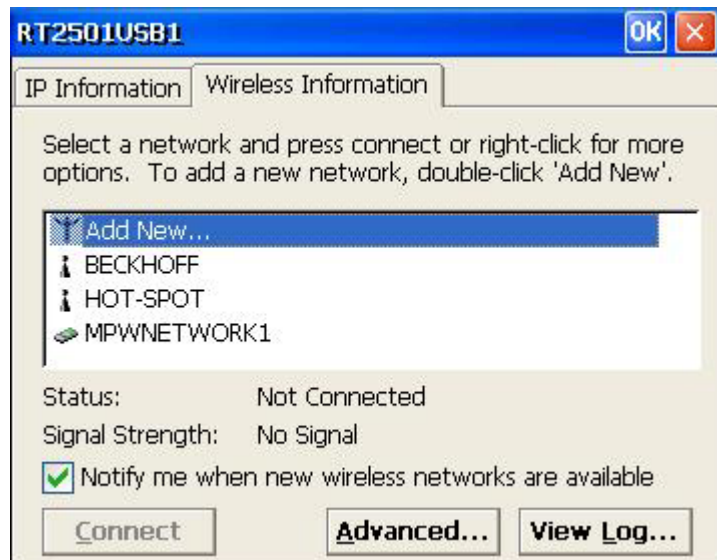 RT2501USB1 OK
IP Information Wireless Information
Select a network and press connect or right-click for more
options. To add a new network, double-click 'Add New'.
Add New...
BECKHOFF
HOT-SPOT
MPWNETWORK1
Status: Not Connected
Signal Strength: No Signal
Notify me when new wireless networks are available
Connect Advanced... View Log...